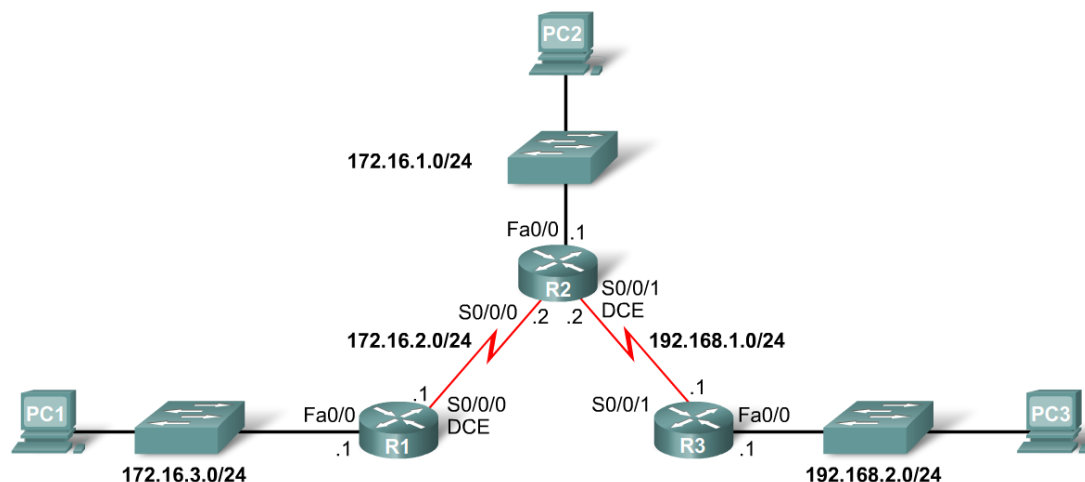 PC2
172.16.1.0/24
Fa0/0
.1
R2
S0/0/1
DCE
S0/0/0
.2
.2
172.16.2.0/24
192.168.1.0/24
PC1
Fa0/0
.1
S0/0/0
DCE
R1
.1
172.16.3.0/24
S0/0/1
.1
Fa0/0
R3
.1
PC3
192.168.2.0/24